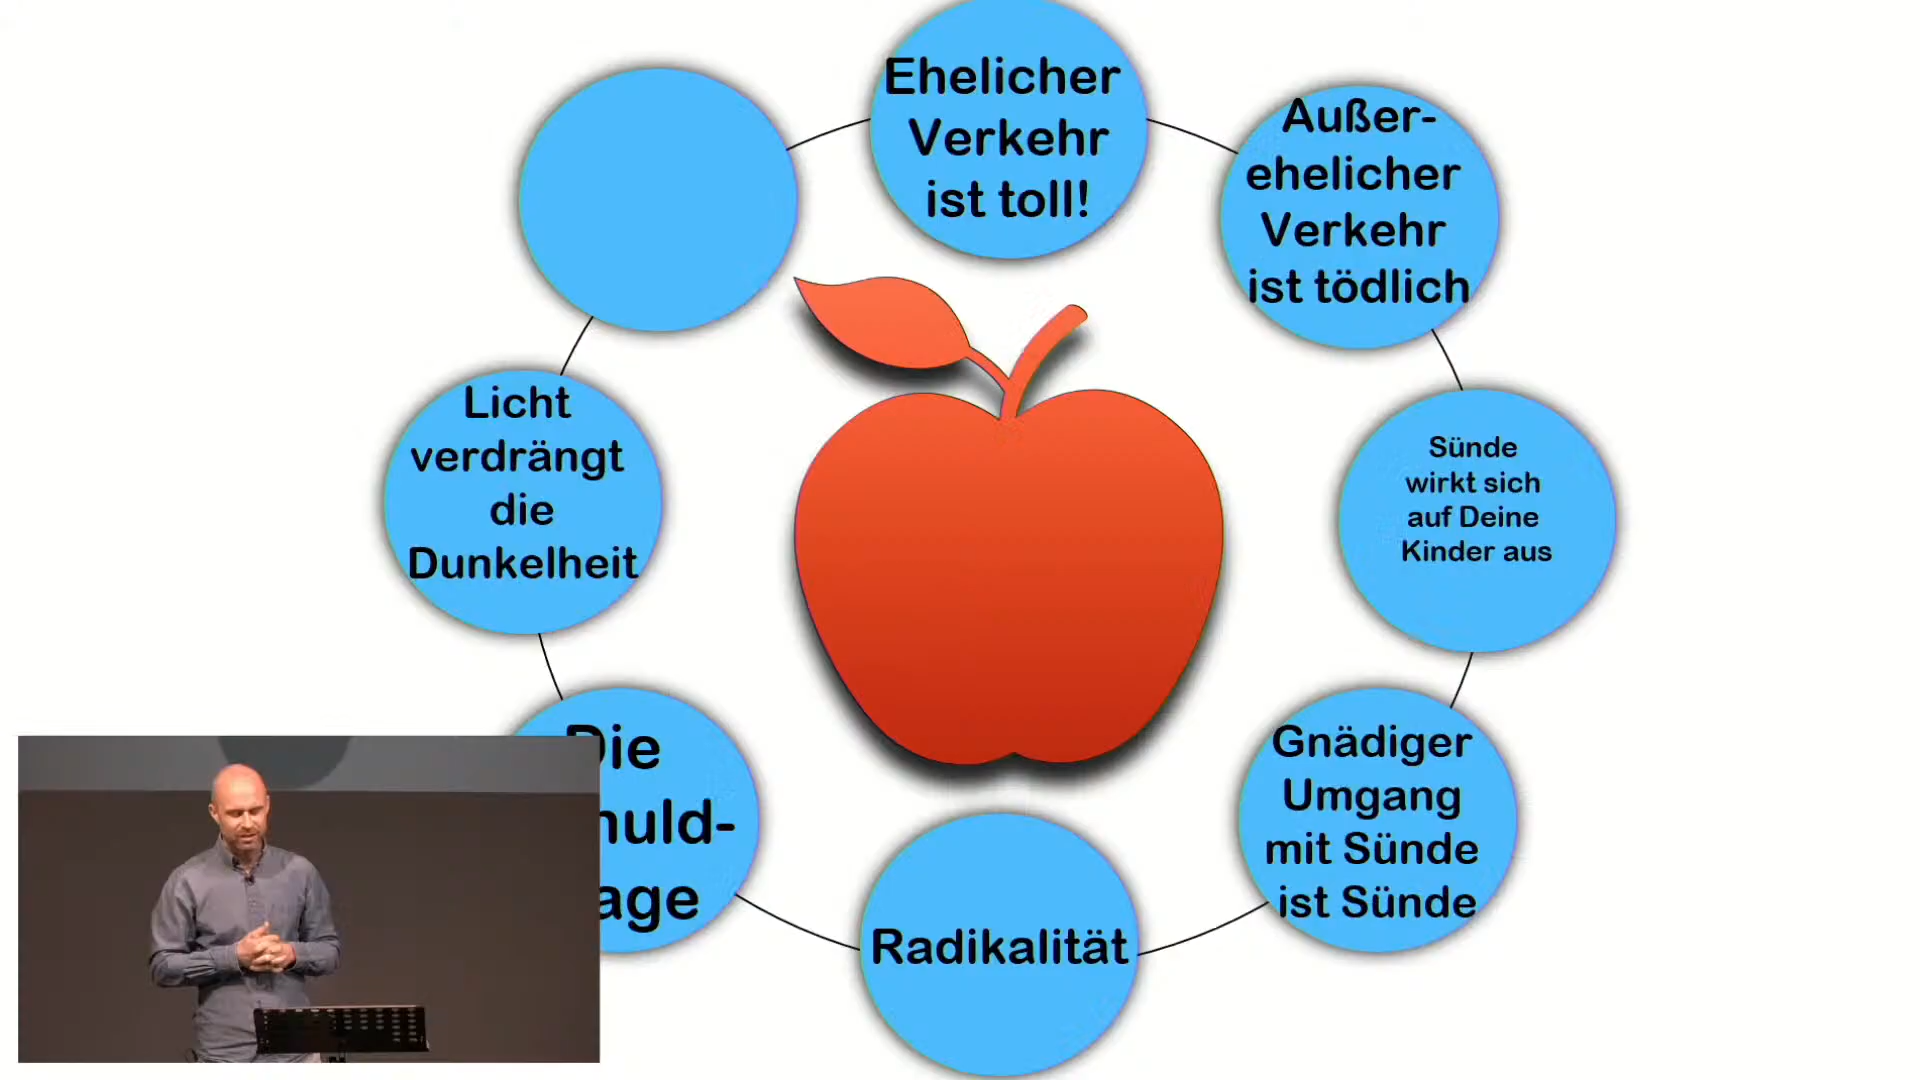 Ehelicher
Verkehr
ist toll!
Außer-
ehelicher
Verkehr
ist tödlich
Sünde
wirkt sich
auf Deine
Kinder aus
Gnädiger
Umgang
mit Sünde
ist Sünde
Radikalität
Die
Licht
verdrängt
die
Dunkelheit